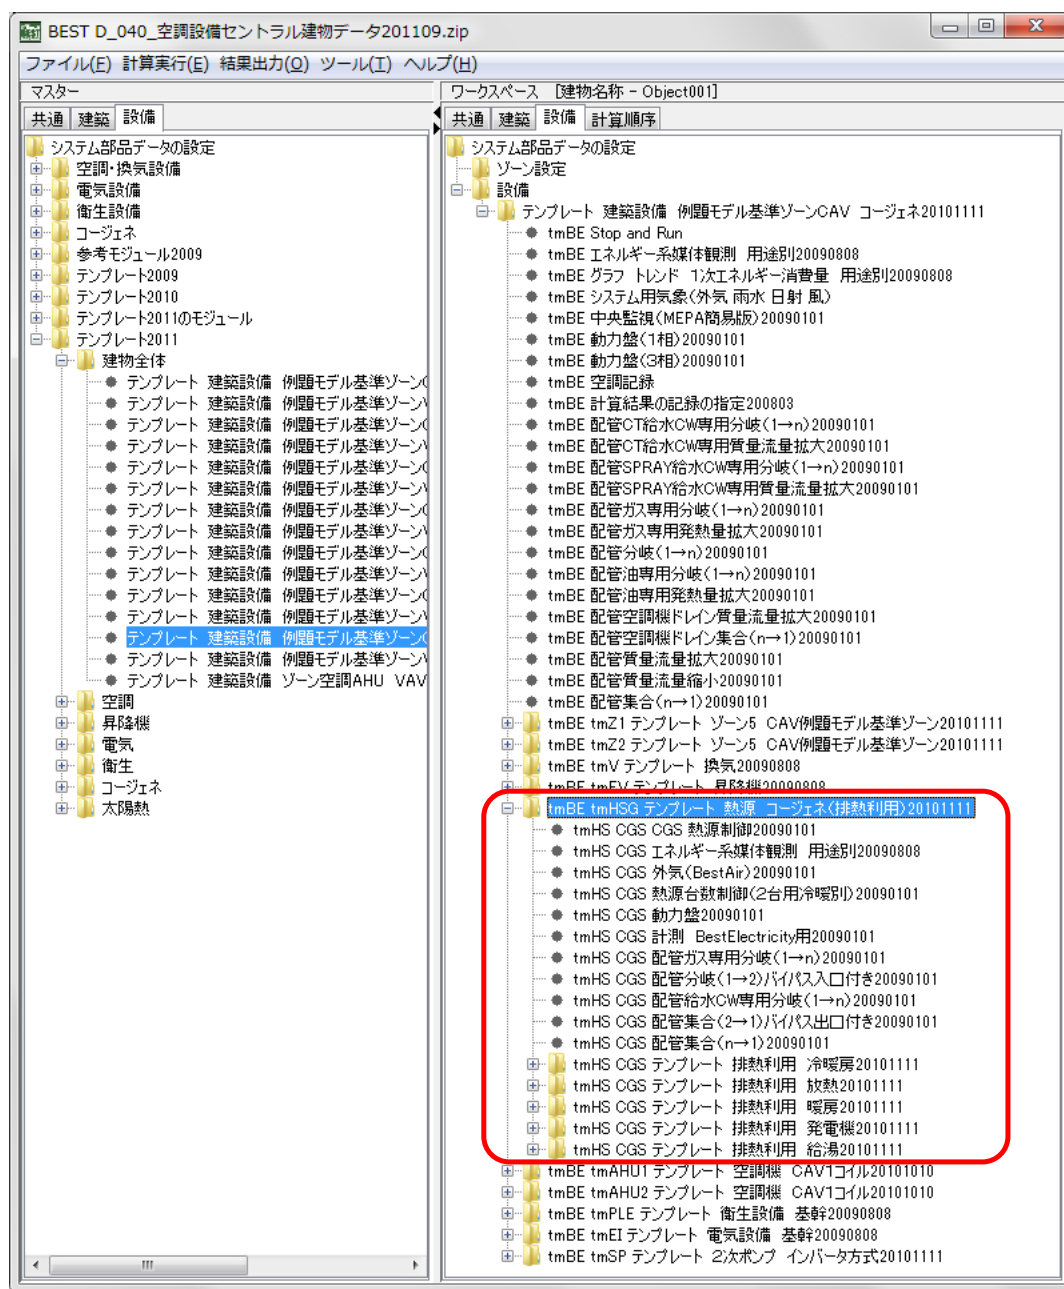 BEST D_040_空調設備セントラル建物データ201109.zip
ファイル(F) 計算実行(E) 結果出力(O) ツール(T) ヘルプ(H)
マスター
共通 建築 設備
システム部品データの設定
空調・換気設備
電気設備
衛生設備
コージェネ
参考モジュール2009
テンプレート2009
テンプレート2010
テンプレート2011のモジュール
テンプレート2011
建物全体
テンプレート 建築設備 例題モデル基準ゾーン
テンプレート 建築設備 例題モデル基準ゾーン
テンプレート 建築設備 例題モデル基準ゾーン
テンプレート 建築設備 例題モデル基準ゾーン
テンプレート 建築設備 例題モデル基準ゾーン
テンプレート 建築設備 例題モデル基準ゾーン
テンプレート 建築設備 例題モデル基準ゾーン
テンプレート 建築設備 例題モデル基準ゾーン
テンプレート 建築設備 例題モデル基準ゾーン
テンプレート 建築設備 例題モデル基準ゾーン
テンプレート 建築設備 例題モデル基準ゾーン
テンプレート 建築設備 例題モデル基準ゾーン
テンプレート 建築設備 例題モデル基準ゾーン
テンプレート 建築設備 例題モデル基準ゾーン
テンプレート 建築設備 ゾーン空調AHU VAV
空調
昇降機
電気
衛生
コージェネ
太陽熱
ワークスペース [建物名称 - Object001]
共通 建築 設備 計算順序
システム部品データの設定
ゾーン設定
設備
テンプレート 建築設備 例題モデル基準ゾーンCAV コージェネ20101111
tmBE Stop and Run
tmBE エネルギー系媒体観測 用途別20090808
tmBE グラフ トレンド 1次エネルギー消費量 用途別20090808
tmBE システム用気象(外気 雨水 日射 風)
tmBE 中央監視(MEPA簡易版)20090101
tmBE 動力盤(1相)20090101
tmBE 動力盤(3相)20090101
tmBE 空調記録
tmBE 計算結果の記録の指定200803
tmBE 配管CT給水CW専用分岐(1→n)20090101
tmBE 配管CT給水CW専用質量流量拡大20090101
tmBE 配管SPRAY給水CW専用分岐(1→n)20090101
tmBE 配管SPRAY給水CW専用質量流量拡大20090101
tmBE 配管ガス専用分岐(1→n)20090101
tmBE 配管ガス専用発熱量拡大20090101
tmBE 配管分岐(1→n)20090101
tmBE 配管油専用分岐(1→n)20090101
tmBE 配管油専用発熱量拡大20090101
tmBE 配管空調機ドレイン質量流量拡大20090101
tmBE 配管空調機ドレイン集合(n→1)20090101
tmBE 配管質量流量拡大20090101
tmBE 配管質量流量縮小20090101
tmBE 配管集合(n→1)20090101
tmBE tmZ1 テンプレート ゾーン5 CAV例題モデル基準ゾーン20101111
tmBE tmZ2 テンプレート ゾーン5 CAV例題モデル基準ゾーン20101111
tmBE tmV テンプレート 換気20090808
tmBE tmEV テンプレート 昇降機20090808
tmBE tmHSG テンプレート 熱源 コージェネ(排熱利用)20101111
tmHS CGS CGS 熱源制御20090101
tmHS CGS エネルギー系媒体観測 用途別20090808
tmHS CGS 外気(BestAir)20090101
tmHS CGS 熱源台数制御(2台用冷暖別)20090101
tmHS CGS 動力盤20090101
tmHS CGS 計測 BestElectricity用20090101
tmHS CGS 配管ガス専用分岐(1→n)20090101
tmHS CGS 配管分岐(1→2)バイパス入口付き20090101
tmHS CGS 配管給水CW専用分岐(1→n)20090101
tmHS CGS 配管集合(2→1)バイパス出口付き20090101
tmHS CGS 配管集合(n→1)20090101
tmHS CGS テンプレート 排熱利用 冷暖房20101111
tmHS CGS テンプレート 排熱利用 放熱20101111
tmHS CGS テンプレート 排熱利用 暖房20101111
tmHS CGS テンプレート 排熱利用 発電機20101111
tmHS CGS テンプレート 排熱利用 給湯20101111
tmBE tmAHU1 テンプレート 空調機 CAV1コイル20101010
tmBE tmAHU2 テンプレート 空調機 CAV1コイル20101010
tmBE tmPLE テンプレート 衛生設備 基幹20090808
tmBE tmEI テンプレート 電気設備 基幹20090808
tmBE tmSP テンプレート 2次ポンプ インバータ方式20101111